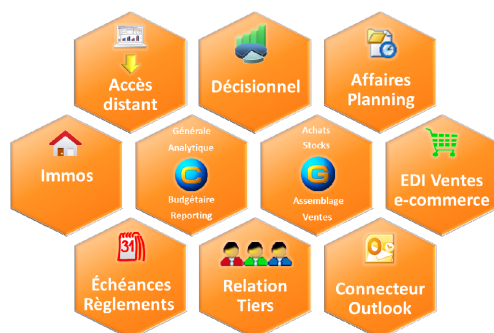 Accès
distant
Décisionnel
Affaires
Planning
Immos
Générale
Analytique
C
Budgétaire
Reporting
Achats
Stocks
G
Assemblage
Ventes
EDI Ventes
e-commerce
31
Échéances
Règlements
Relation
Tiers
O
Connecteur
Outlook